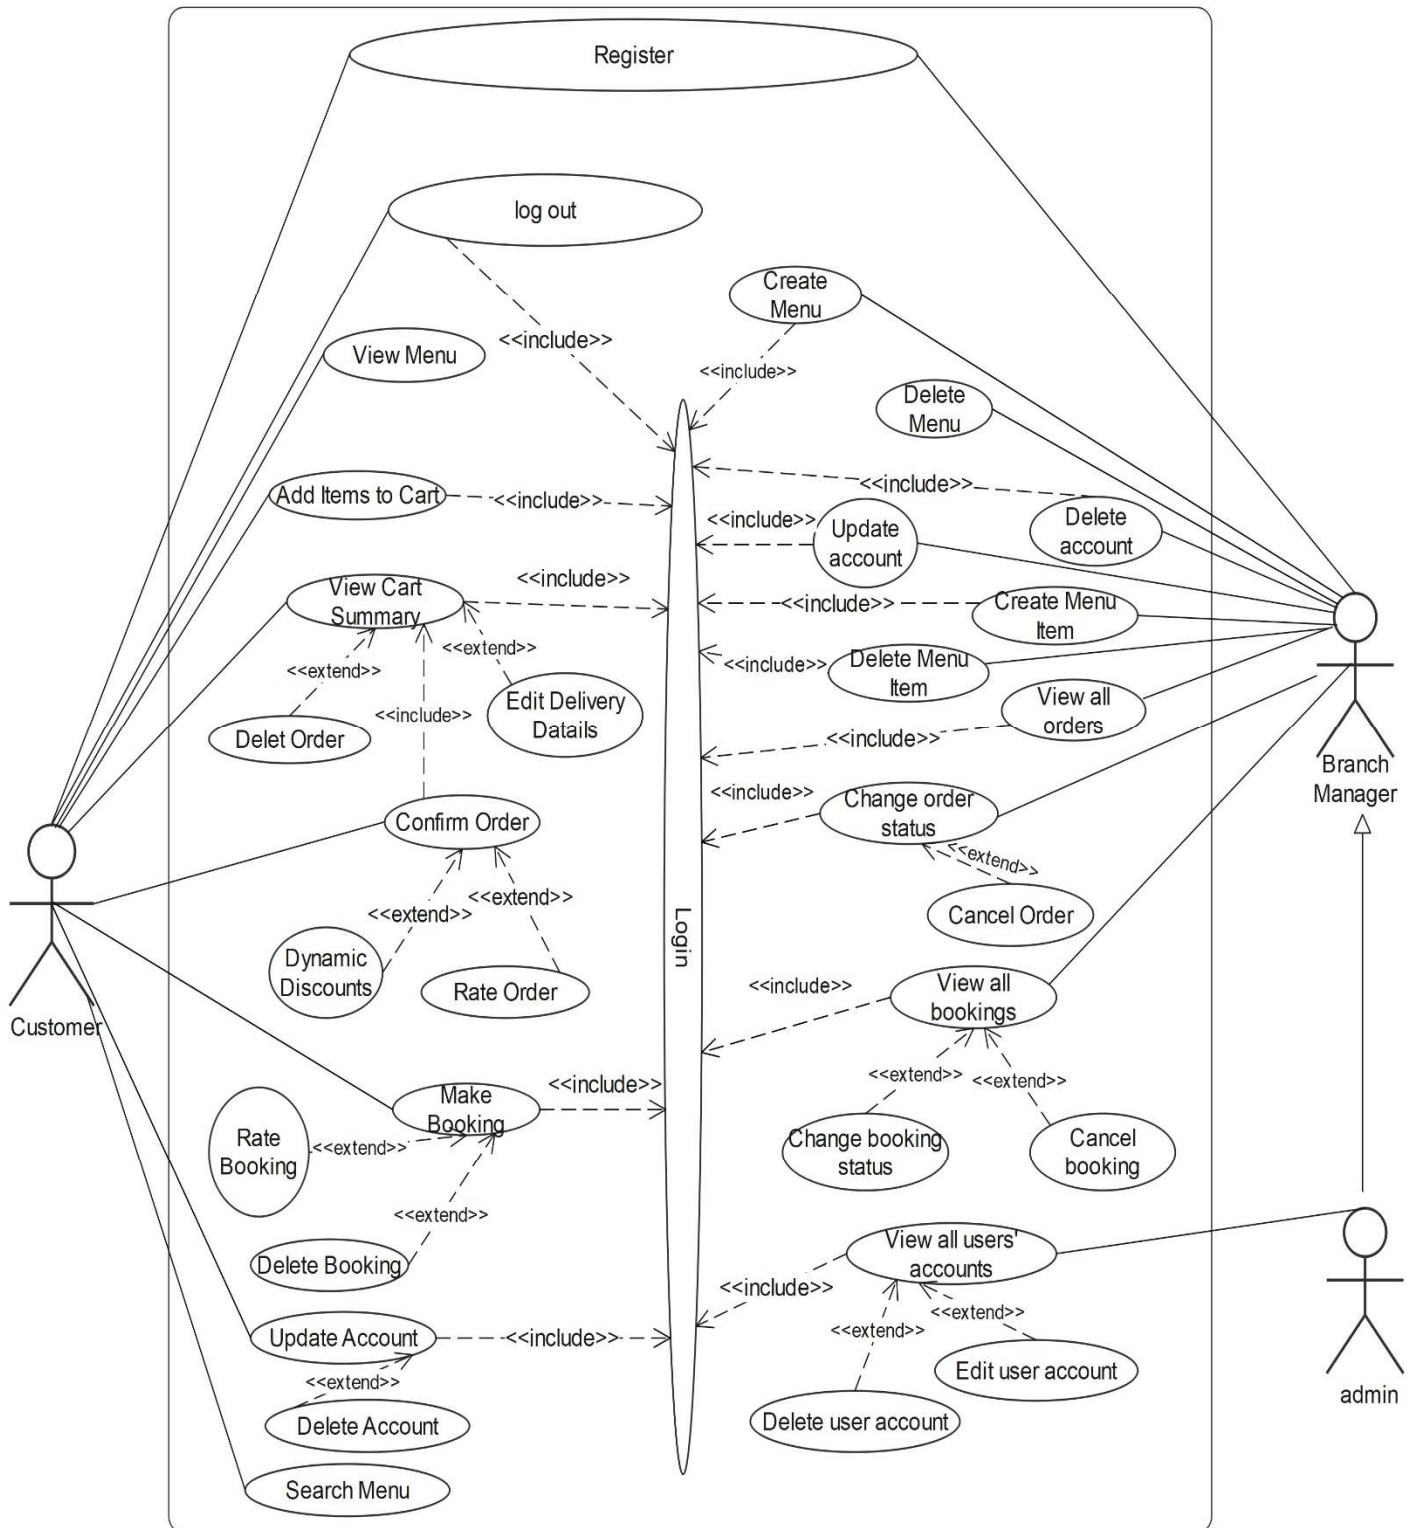 Register
log out
Create
Menu
<<include>>
View Menu
<<include>>
Delete
Menu
Add Items to Cart
<<include>>
<<include>>
<<include>>
Update
account
Delete
account
View Cart
Summary
<<include>>
<<include>>
Create Menu
Item
<<extend>>
<<extend>>
<<include>>
Delete Menu
Item
Delet Order
<<include>>
Edit Delivery
Datails
View all
orders
<<include>>
Branch
Manager
Confirm Order
<<include>>
Change order
status
<<extend>>
<<extend>>
<<extend>>
Cancel Order
Login
Dynamic
Discounts
Rate Order
Customer
<<include>>
View all
bookings
<<extend>>
<<extend>>
Make
Booking
<<include>>
Rate
Booking
<<extend>>
Change booking
status
Cancel
booking
<<extend>>
Delete Booking
View all users'
accounts
<<include>>
Update Account
<<include>>
<<extend>>
<<extend>>
<<extend>>
Edit user account
admin
Delete Account
Delete user account
Search Menu